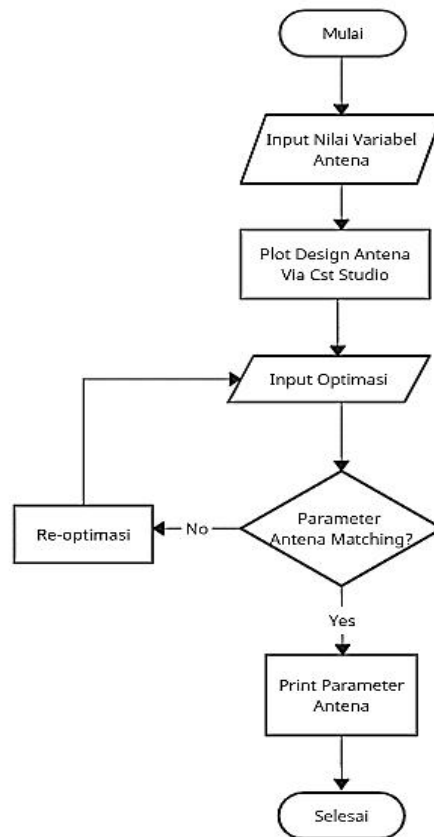 Mulai
Input Nilai Variabel
Antena
Plot Design Antena
Via Cst Studio
Input Optimasi
Parameter
Antena Matching?
No
Re-optimasi
Yes
Print Parameter
Antena
Selesai